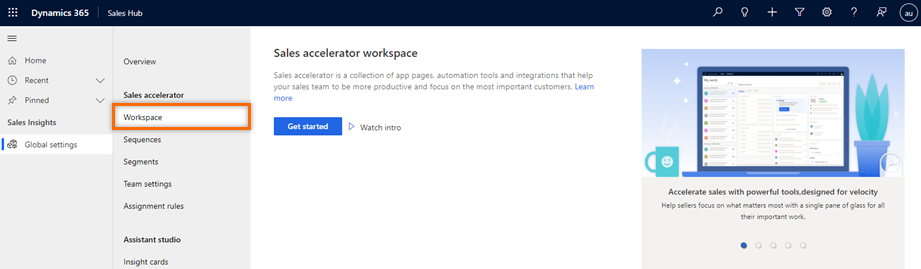 Dynamics 365
Sales Hub
au
Home
Recent
Pinned
Sales Insights
Global settings
Overview
Sales accelerator
Workspace
Sequences
Segments
Team settings
Assignment rules
Assistant studio
Insight cards
Sales accelerator workspace
Sales accelerator is a collection of app pages, automation tools and integrations that help
your sales team to be more productive and focus on the most important customers. Learn
more
Get started
Watch intro
My work
Accelerate sales with powerful tools,designed for velocity
Help sellers focus on what matters most with a single pane of glass for all
their important work.